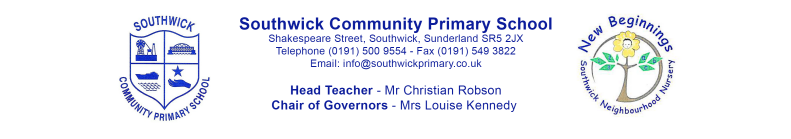 SOUTHWICK
COMMUNITY PRIMARY SCHOOL
Southwick Community Primary School
Shakespeare Street, Southwick, Sunderland SR5 2JX
Telephone (0191) 500 9554 - Fax (0191) 549 3822
Email: info@southwickprimary.co.uk
Head Teacher - Mr Christian Robson
Chair of Governors - Mrs Louise Kennedy
New Beginnings
Southwick Neighbourhood Nursery